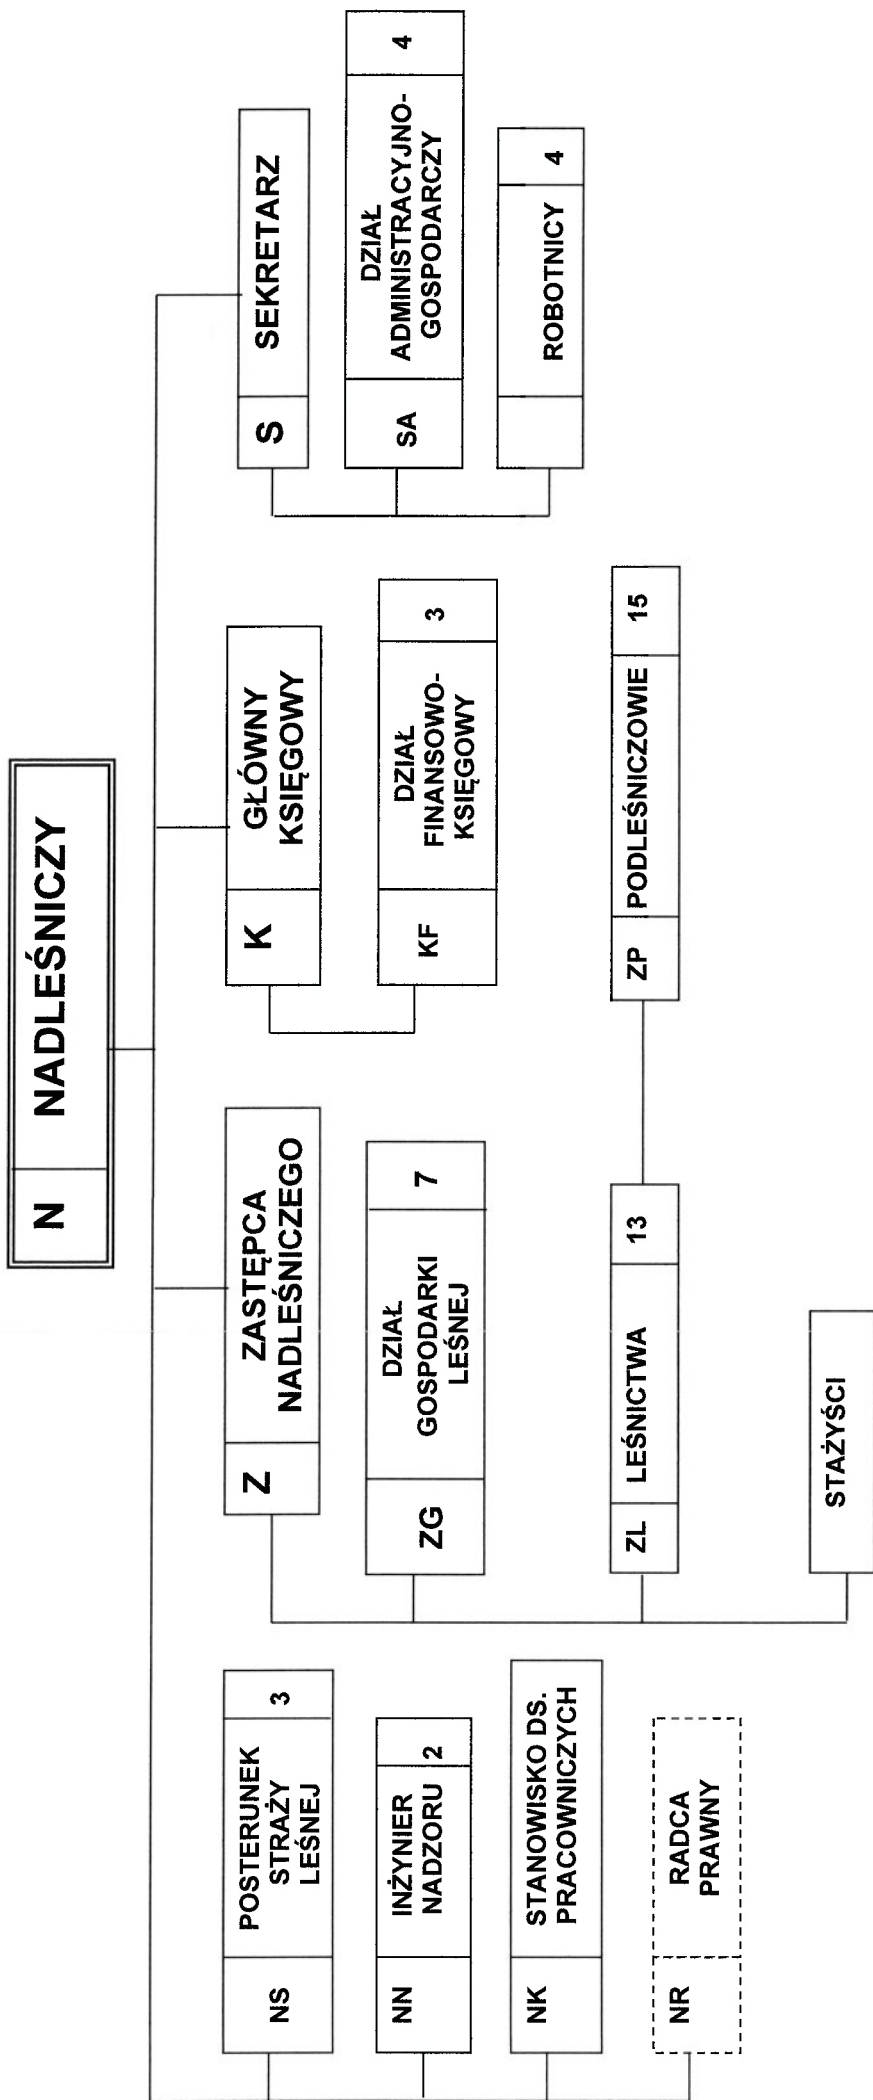 N NADLEŚNICZY
NS POSTERUNEK 3
STRAŻY
LEŚNEJ
NN INŻYNIER
NADZORU 2
NK STANOWISKO DS.
PRACOWNICZYCH
NR RADCA
PRAWNY
Z ZASTĘPCA
NADLEŚNICZEGO
ZG DZIAŁ 7
GOSPODARKI
LEŚNEJ
ZL LEŚNICTWA 13
ZP PODLEŚNICZOWIE 15
STAŻYŚCI
K GŁÓWNY
KSIĘGOWY
KF DZIAŁ 3
FINANSOWO-
KSIĘGOWY
S SEKRETARZ
SA DZIAŁ 4
ADMINISTRACYJNO-
GOSPODARCZY
ROBOTNICY 4